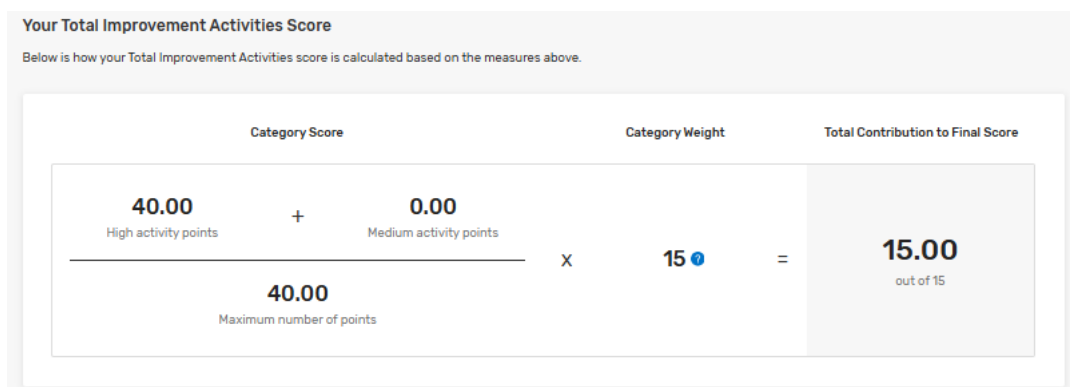 Your Total Improvement Activities Score
Below is how your Total Improvement Activities score is calculated based on the measures above.
Category Score
Category Weight
Total Contribution to Final Score
40.00
+
0.00
High activity points
Medium activity points
x
15 ?
=
15.00
out of 15
40.00
Maximum number of points